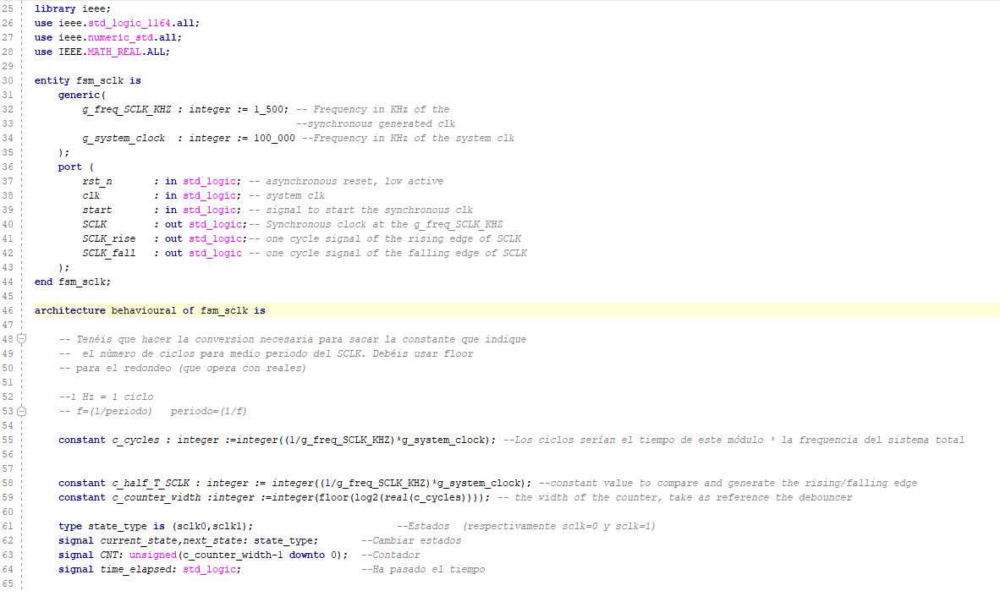 25 library ieee;
26 use ieee.std_logic_1164.all;
27 use ieee.numeric_std.all;
28 use IEEE.MATH_REAL.ALL;
29
30 entity fsm_sclk is
31     generic(
32         g_freq_SCLK_KHZ : integer := 1_500; -- Frequency in KHz of the
33                                             --synchronous generated clk
34         g_system_clock  : integer := 100_000 --Frequency in KHz of the system clk
35     );
36     port (
37         rst_n       : in std_logic; -- asynchronous reset, low active
38         clk         : in std_logic; -- system clk
39         start       : in std_logic; -- signal to start the synchronous clk
40         SCLK        : out std_logic;-- Synchronous clock at the g_freq_SCLK_KHZ
41         SCLK_rise   : out std_logic;-- one cycle signal of the rising edge of SCLK
42         SCLK_fall   : out std_logic -- one cycle signal of the falling edge of SCLK
43     );
44 end fsm_sclk;
45
46 architecture behavioural of fsm_sclk is
47
48     -- Tenéis que hacer la conversion necesaria para sacar la constante que indique
49     --  el número de ciclos para medio periodo del SCLK. Debéis usar floor
50     -- para el redondeo (que opera con reales)
51
52     --1 Hz = 1 ciclo
53     -- f=(1/periodo)   periodo=(1/f)
54
55     constant c_cycles : integer :=integer((1/g_freq_SCLK_KHZ)*g_system_clock); --Los ciclos serían el tiempo de este módulo * la frequencia del sistema total
56
57
58     constant c_half_T_SCLK : integer := integer((1/g_freq_SCLK_KHZ)*g_system_clock); --constant value to compare and generate the rising/falling edge
59     constant c_counter_width :integer :=integer(floor(log2(real(c_cycles)))); -- the width of the counter, take as reference the debouncer
60
61     type state_type is (sclk0,sclk1);                        --Estados  (respectivamente sclk=0 y sclk=1)
62     signal current_state,next_state: state_type;       --Cambiar estados
63     signal CNT: unsigned(c_counter_width-1 downto 0);  --Contador
64     signal time_elapsed: std_logic;                    --Ha pasado el tiempo
65